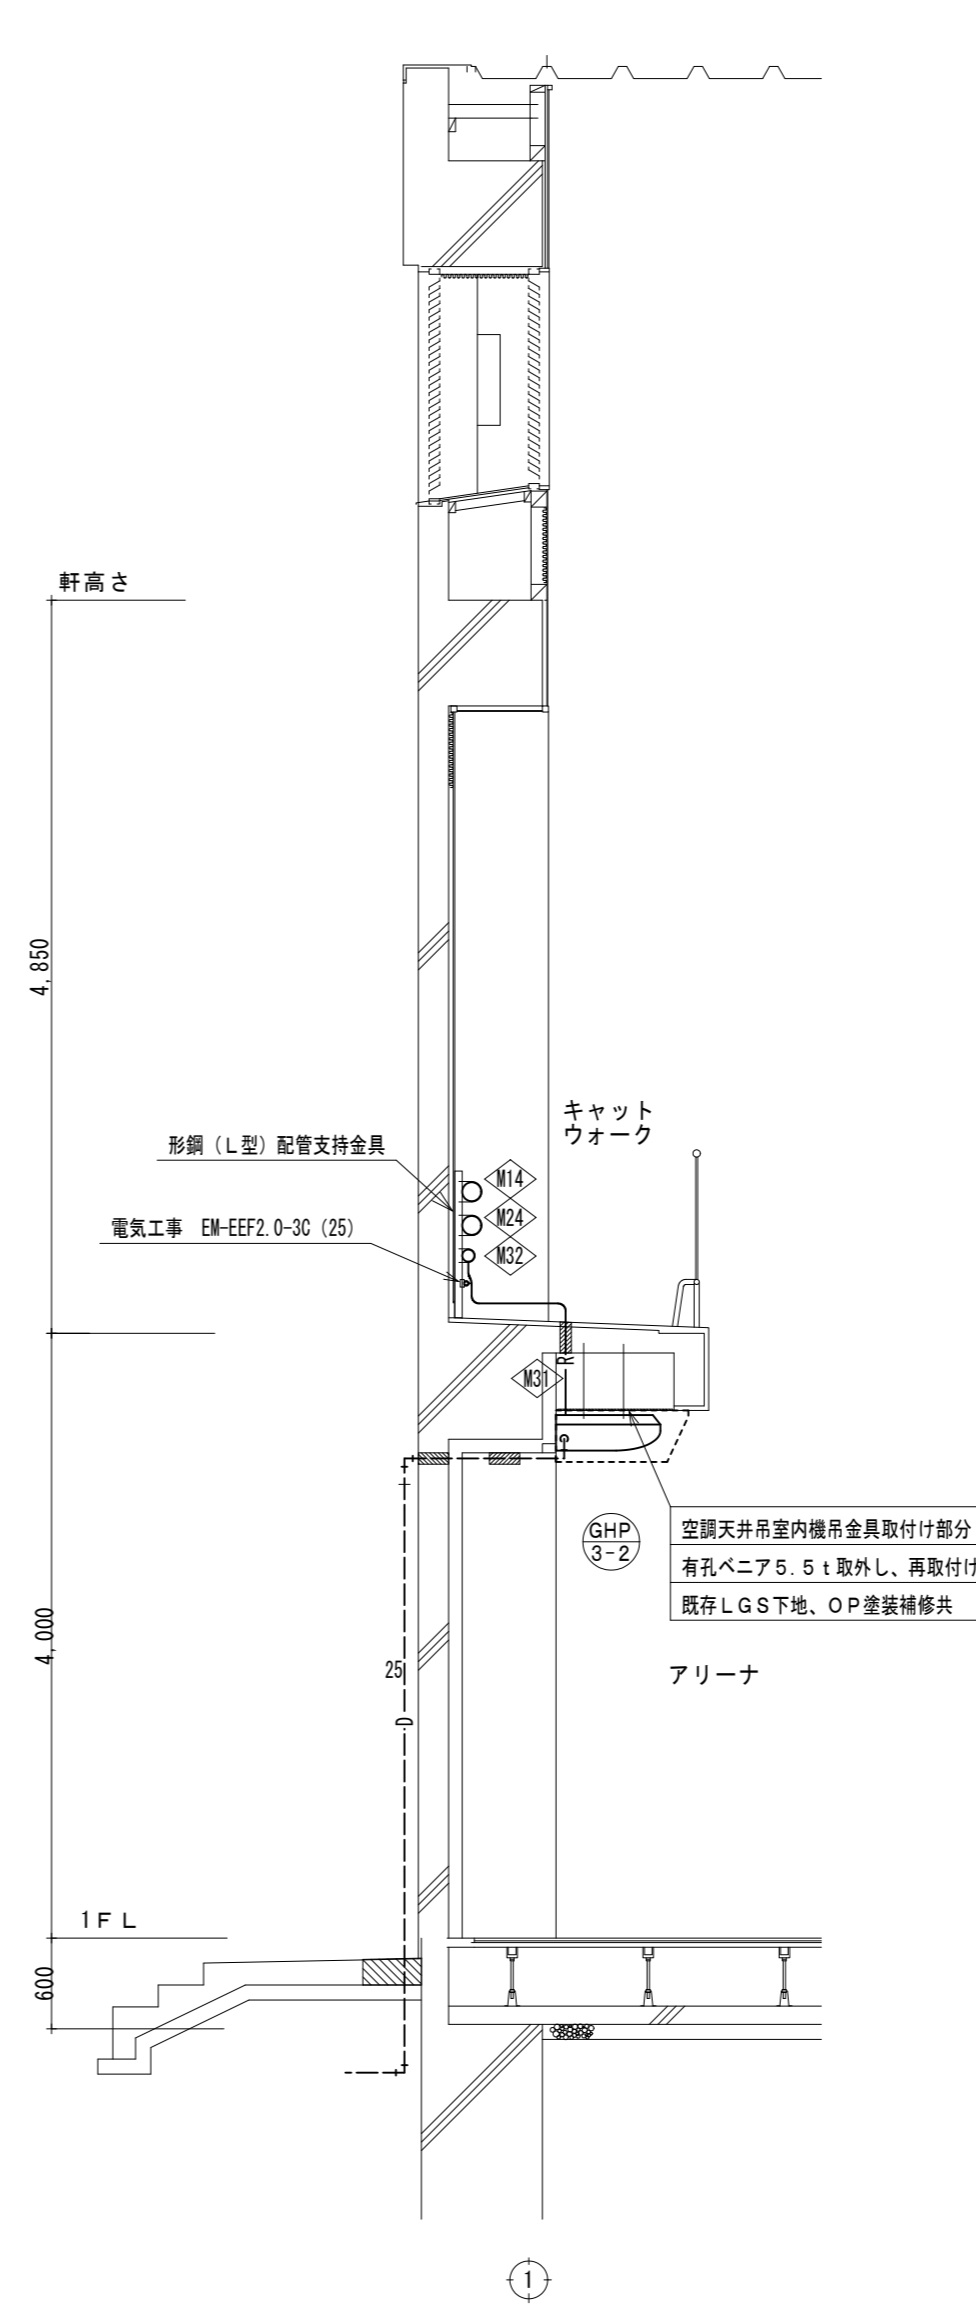 軒高さ
4,850
キャット
ウォーク
形鋼（Ｌ型）配管支持金具
M14
M24
電気工事　EM-EEF2.0-3C（25）
M32
R
M31
GHP
3-2
空調天井吊室内機吊金具取付け部分
有孔ベニア５.５ｔ取外し、再取付け
既存ＬＧＳ下地、ＯＰ塗装補修共
4,000
25
アリーナ
D
1ＦＬ
600
1